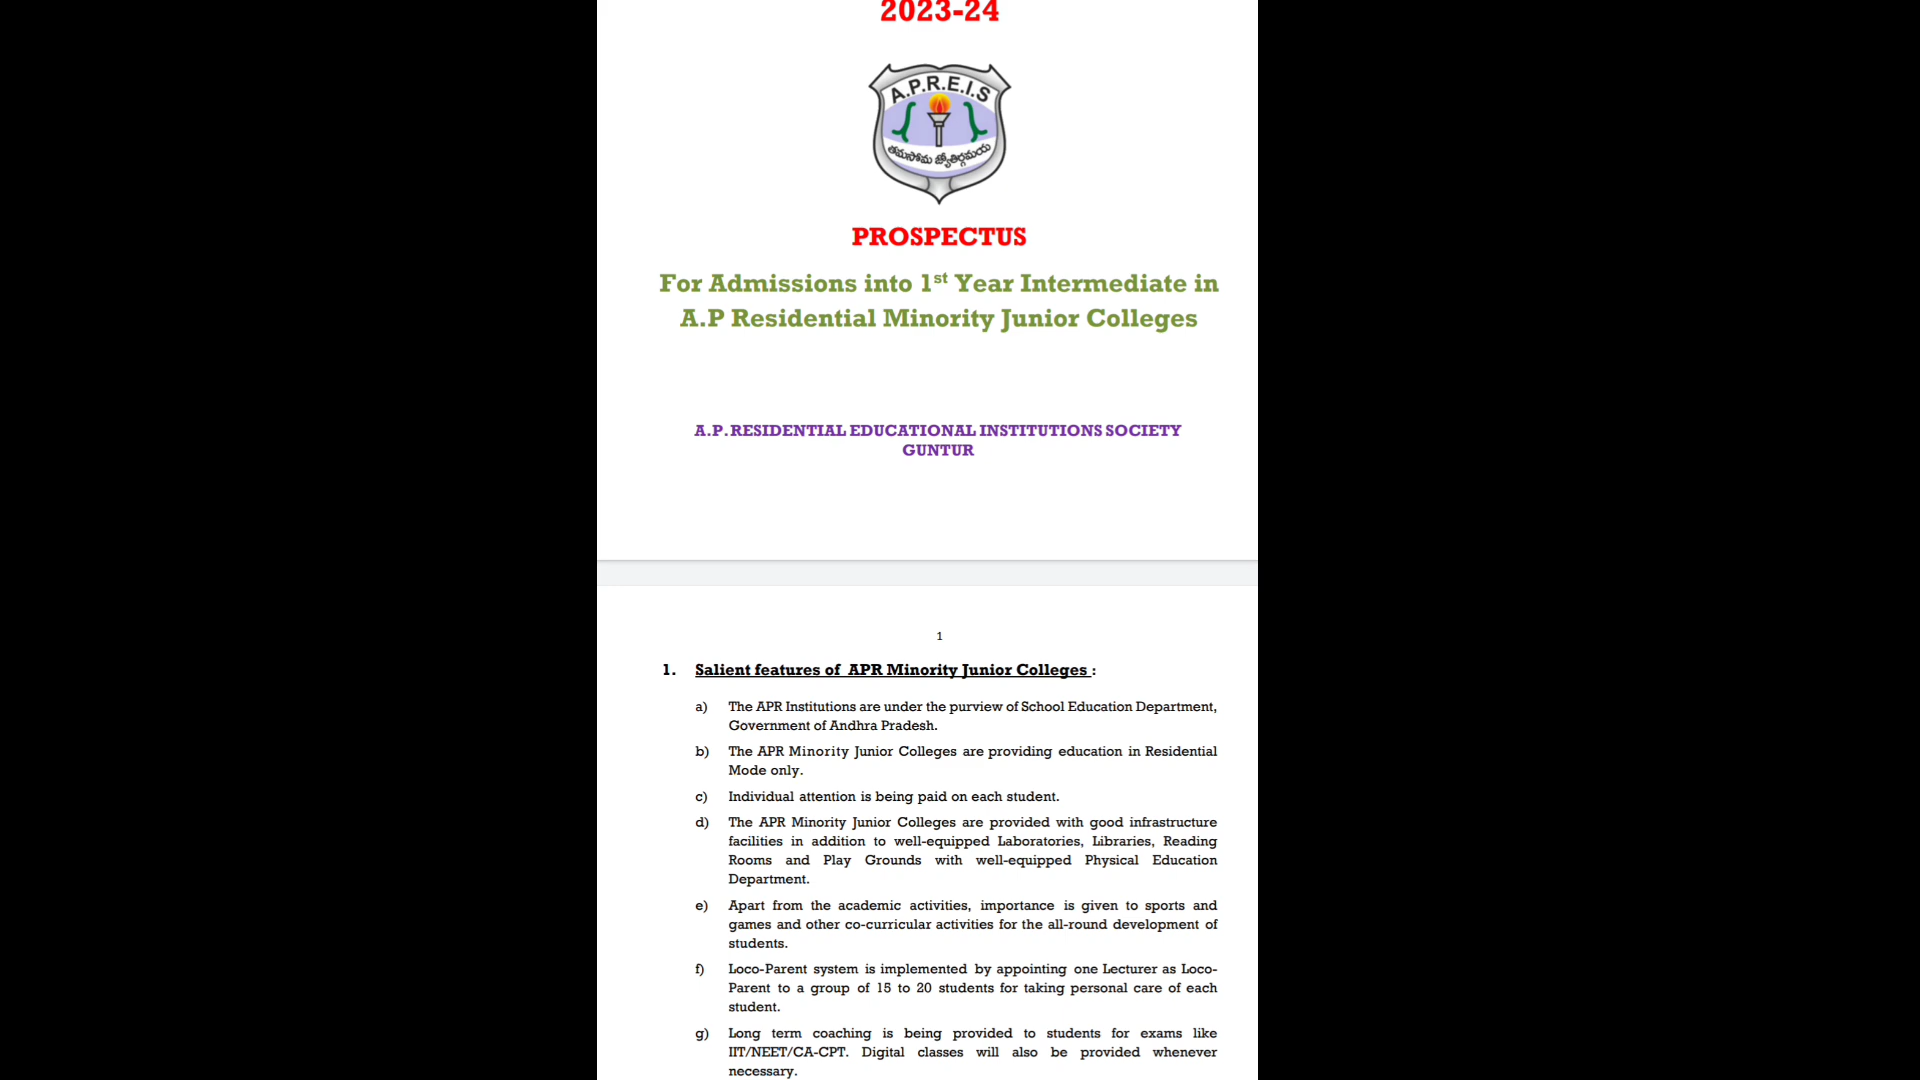 2023-24
A.P.R.E.I.S
తమసోమ జ్యోతిర్గమయ
PROSPECTUS
For Admissions into 1st Year Intermediate in
A.P Residential Minority Junior Colleges
A.P. RESIDENTIAL EDUCATIONAL INSTITUTIONS SOCIETY
GUNTUR
1
1. Salient features of APR Minority Junior Colleges :
a) The APR Institutions are under the purview of School Education Department,
Government of Andhra Pradesh.
b) The APR Minority Junior Colleges are providing education in Residential
Mode only.
c) Individual attention is being paid on each student.
d) The APR Minority Junior Colleges are provided with good infrastructure
facilities in addition to well-equipped Laboratories, Libraries, Reading
Rooms and Play Grounds with well-equipped Physical Education
Department.
e) Apart from the academic activities, importance is given to sports and
games and other co-curricular activities for the all-round development of
students.
f) Loco-Parent system is implemented by appointing one Lecturer as Loco-
Parent to a group of 15 to 20 students for taking personal care of each
student.
g) Long term coaching is being provided to students for exams like
IIT/NEET/CA-CPT. Digital classes will also be provided whenever
necessary.